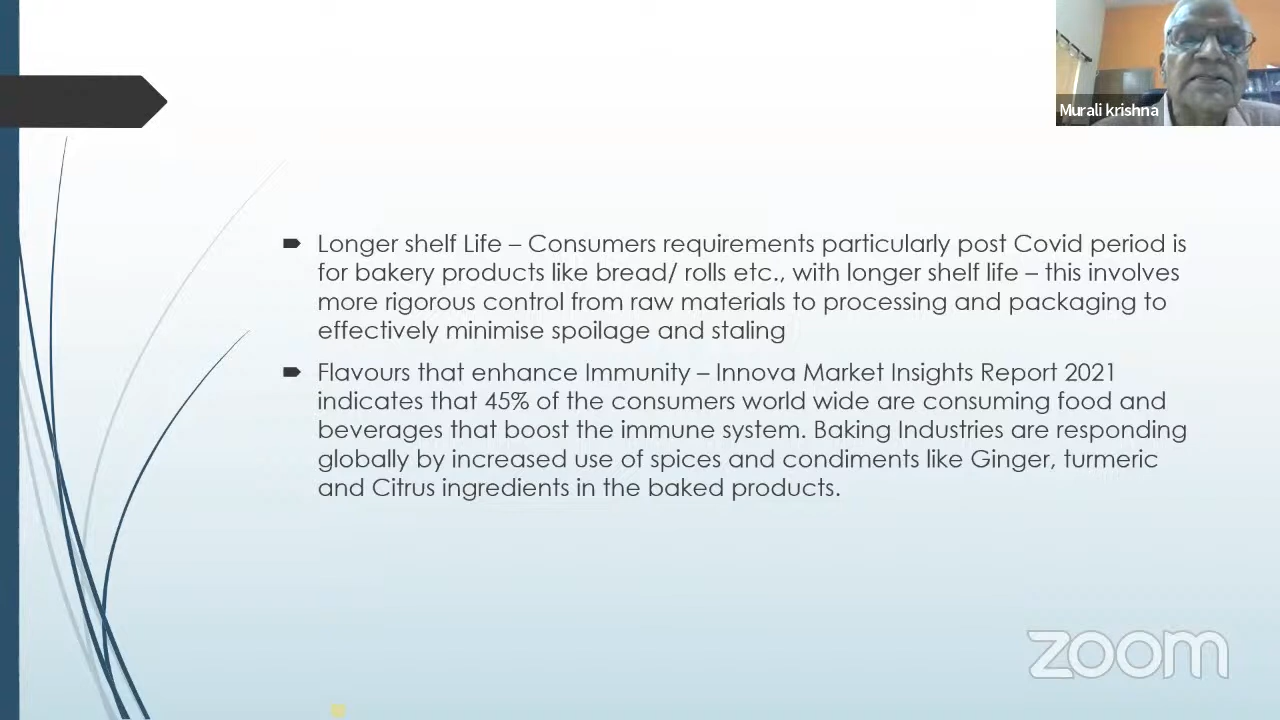 Murali krishna
Longer shelf Life – Consumers requirements particularly post Covid period is
for bakery products like bread/ rolls etc., with longer shelf life – this involves
more rigorous control from raw materials to processing and packaging to
effectively minimise spoilage and staling
Flavours that enhance Immunity – Innova Market Insights Report 2021
indicates that 45% of the consumers world wide are consuming food and
beverages that boost the immune system. Baking Industries are responding
globally by increased use of spices and condiments like Ginger, turmeric
and Citrus ingredients in the baked products.
zoom